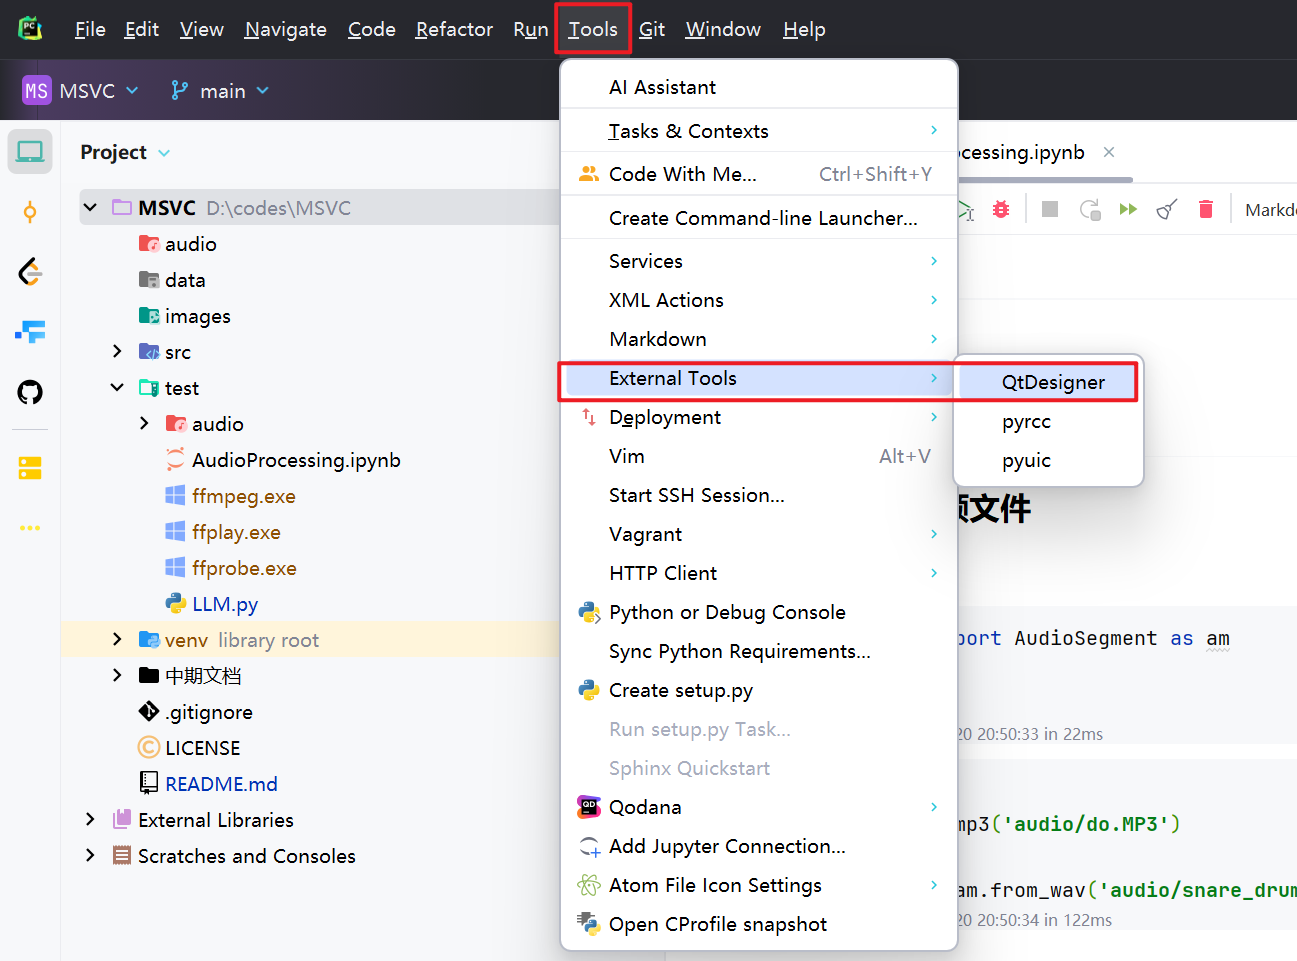 File Edit View Navigate Code Refactor Run Tools Git Window Help
MS MSVC main
Project
MSVC D:\codes\MSVC
audio
data
images
src
test
audio
AudioProcessing.ipynb
ffmpeg.exe
ffplay.exe
ffprobe.exe
LLM.py
venv library root
中期文档
.gitignore
LICENSE
README.md
External Libraries
Scratches and Consoles
AI Assistant
Tasks & Contexts
Code With Me... Ctrl+Shift+Y
Create Command-line Launcher...
Services
XML Actions
Markdown
External Tools
Deployment
Vim Alt+V
Start SSH Session...
Vagrant
HTTP Client
Python or Debug Console
Sync Python Requirements...
Create setup.py
Run setup.py Task...
Sphinx Quickstart
Qodana
Add Jupyter Connection...
Atom File Icon Settings
Open CProfile snapshot
QtDesigner
pyrcc
pyuic
ocessing.ipynb
Markdo
文件
port AudioSegment as am
20 20:50:33 in 22ms
mp3('audio/do.MP3')
am.from_wav('audio/snare_drum
20 20:50:34 in 122ms